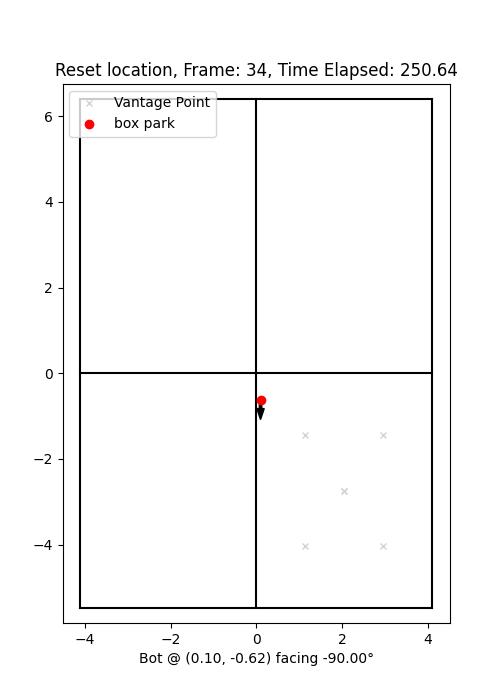 Reset location, Frame: 34, Time Elapsed: 250.64
Vantage Point
box park
6
4
2
0
−2
−4
−4 −2 0 2 4
Bot @ (0.10, -0.62) facing -90.00°